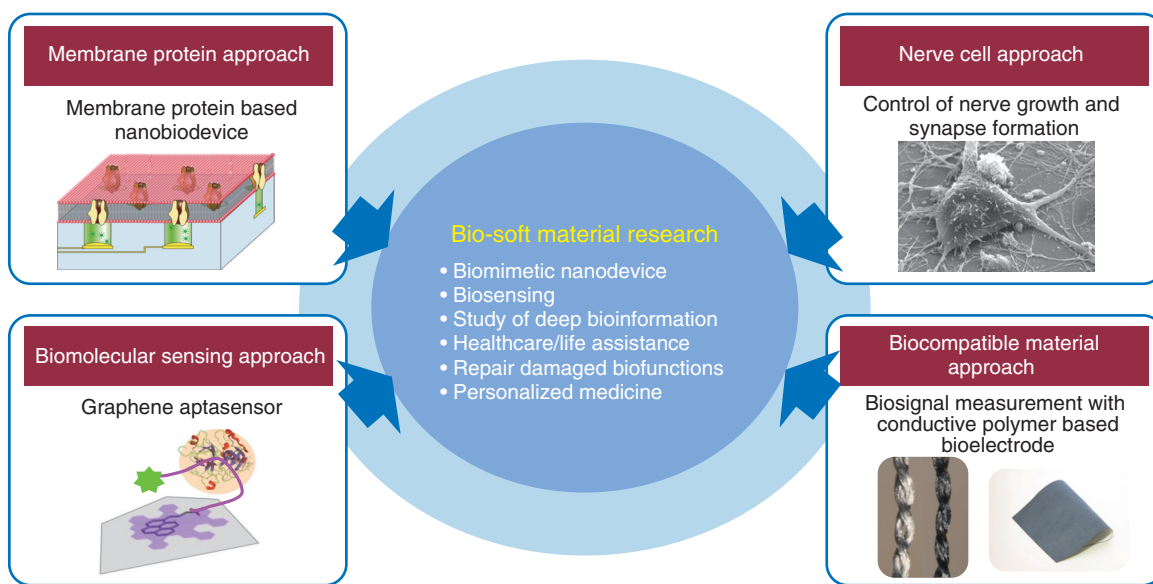 Membrane protein approach
Membrane protein based
nanobiodevice
Nerve cell approach
Control of nerve growth and
synapse formation
Bio-soft material research
• Biomimetic nanodevice
• Biosensing
• Study of deep bioinformation
• Healthcare/life assistance
• Repair damaged biofunctions
• Personalized medicine
Biomolecular sensing approach
Graphene aptasensor
Biocompatible material
approach
Biosignal measurement with
conductive polymer based
bioelectrode